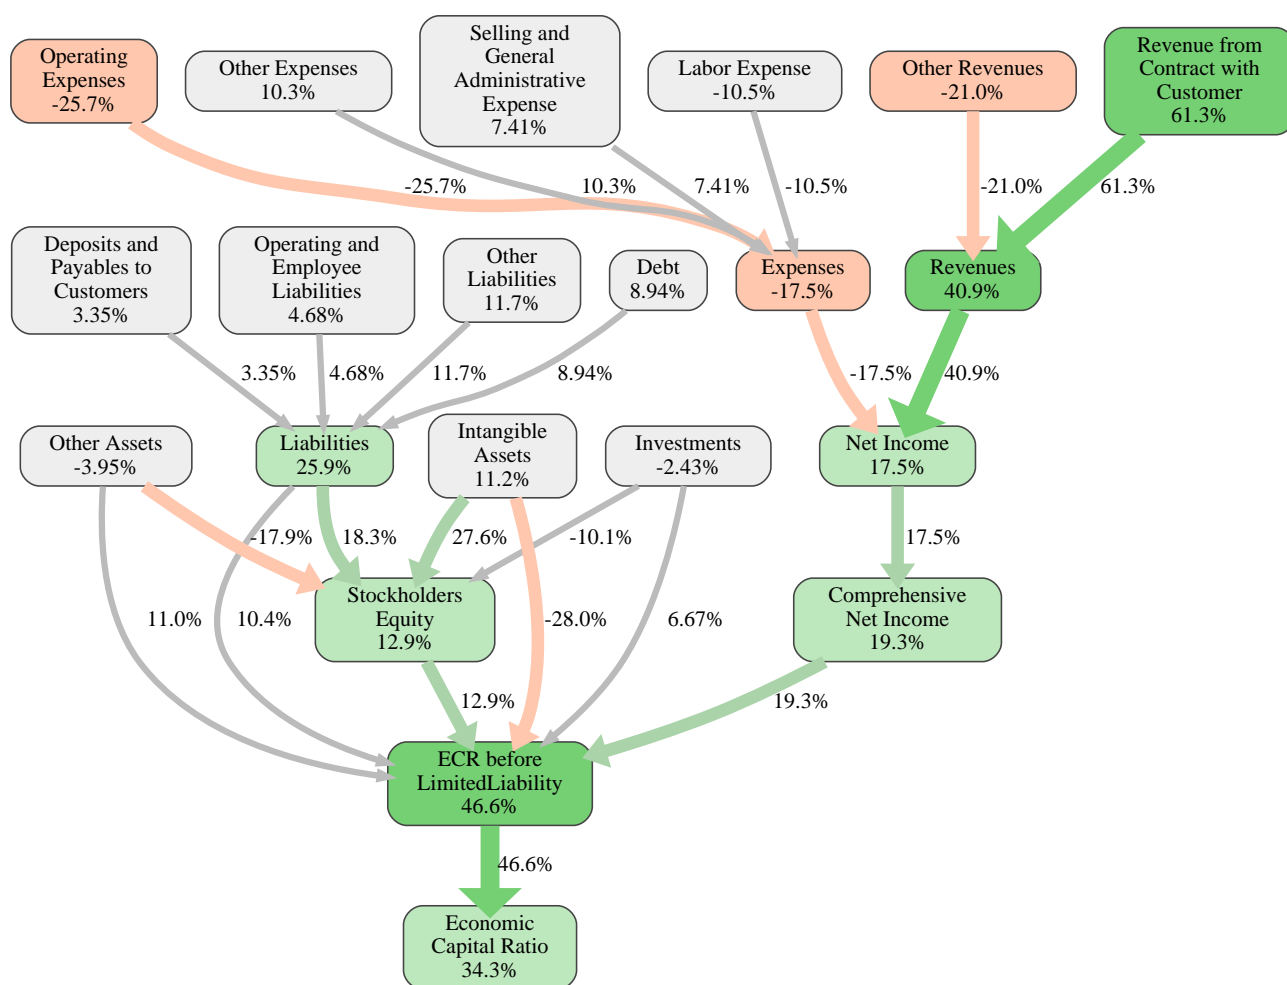 Operating
Expenses
-25.7%
Other Expenses
10.3%
Selling and
General
Administrative
Expense
7.41%
Labor Expense
-10.5%
Other Revenues
-21.0%
Revenue from
Contract with
Customer
61.3%
-25.7%
10.3%
7.41%
-10.5%
-21.0%
61.3%
Deposits and
Payables to
Customers
3.35%
Operating and
Employee
Liabilities
4.68%
Other
Liabilities
11.7%
Debt
8.94%
Expenses
-17.5%
Revenues
40.9%
3.35%
4.68%
11.7%
8.94%
-17.5%
40.9%
Other Assets
-3.95%
Liabilities
25.9%
Intangible
Assets
11.2%
Investments
-2.43%
Net Income
17.5%
-17.9%
18.3%
27.6%
-10.1%
17.5%
Stockholders
Equity
12.9%
Comprehensive
Net Income
19.3%
11.0%
10.4%
-28.0%
6.67%
12.9%
19.3%
ECR before
LimitedLiability
46.6%
46.6%
Economic
Capital Ratio
34.3%